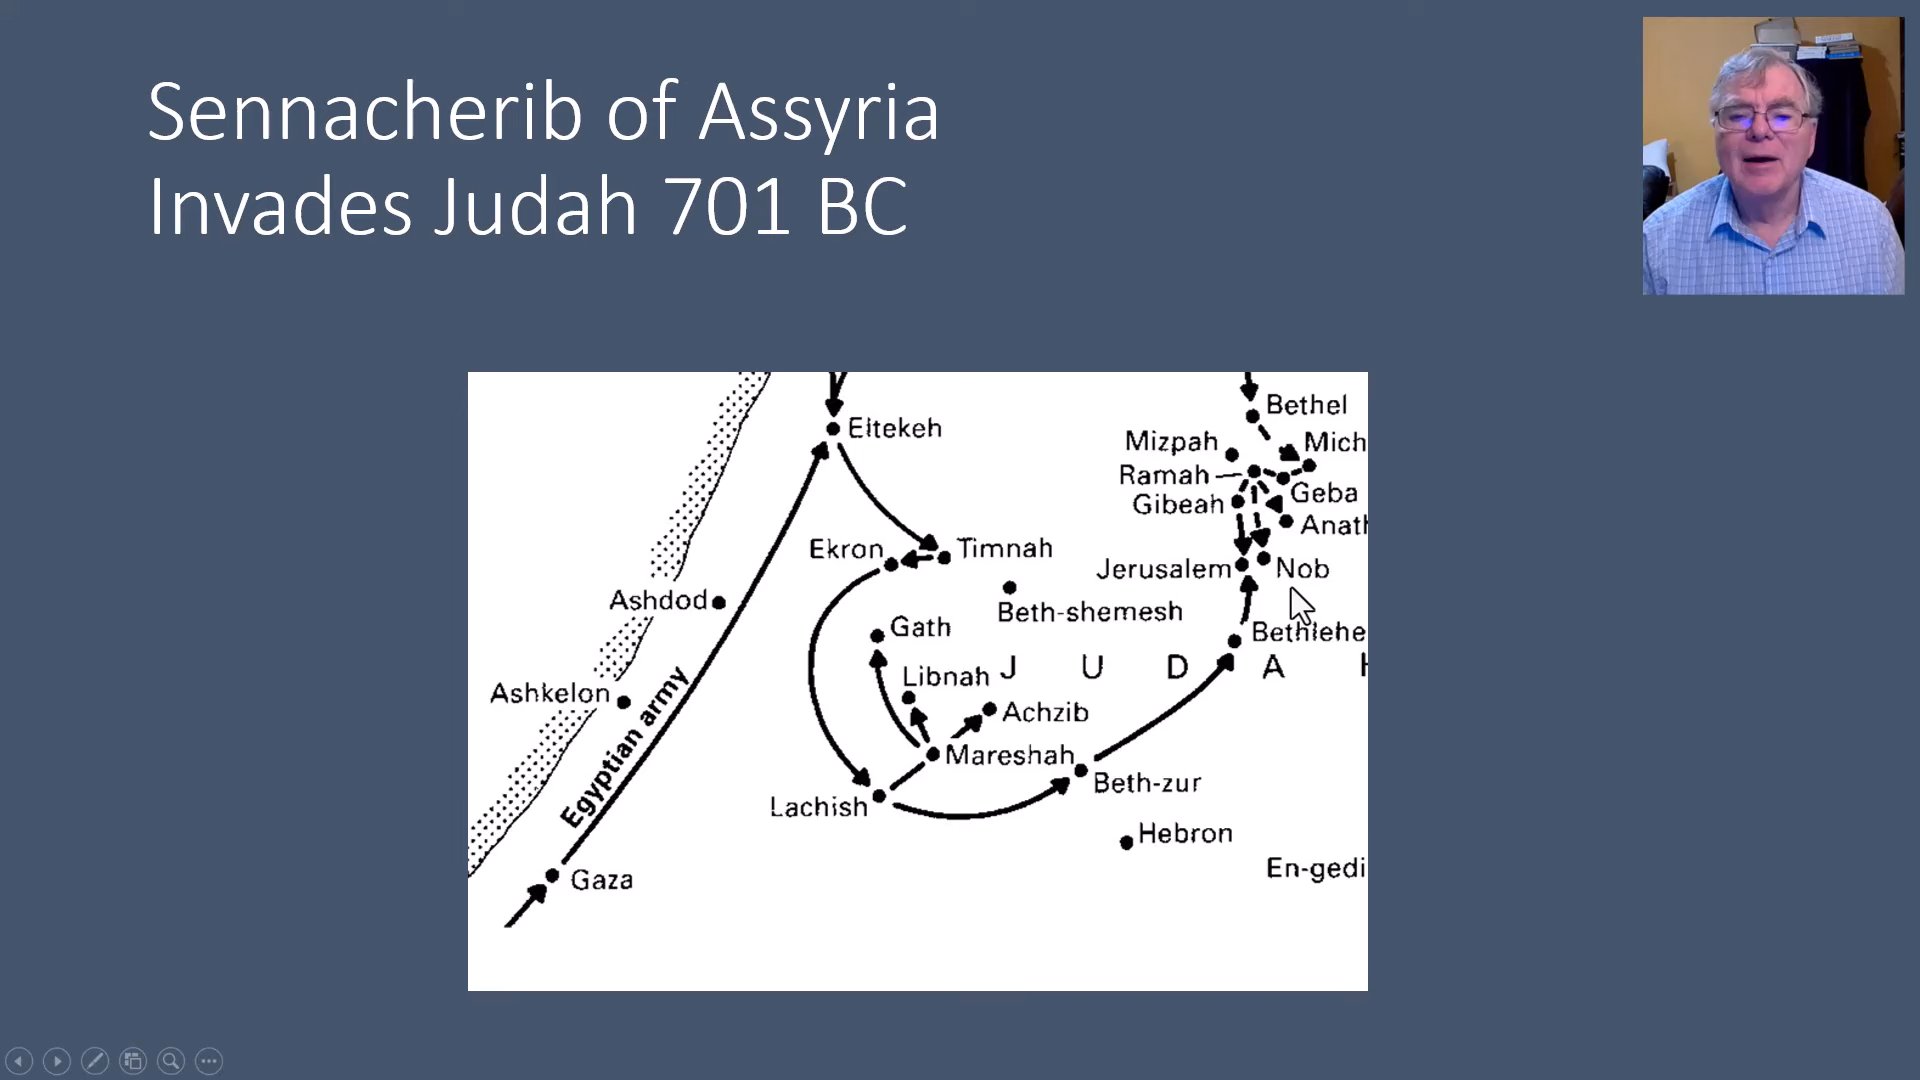 Sennacherib of Assyria
Invades Judah 701 BC
Bethel
Eltekeh
Mizpah
Mich
Ramah
Geba
Gibeah
Anath
Ekron
Timnah
Jerusalem
Nob
Ashdod
Beth-shemesh
Gath
Bethlehe
J U D A H
Libnah
Ashkelon
Achzib
Egyptian army
Mareshah
Beth-zur
Lachish
Hebron
En-gedi
Gaza